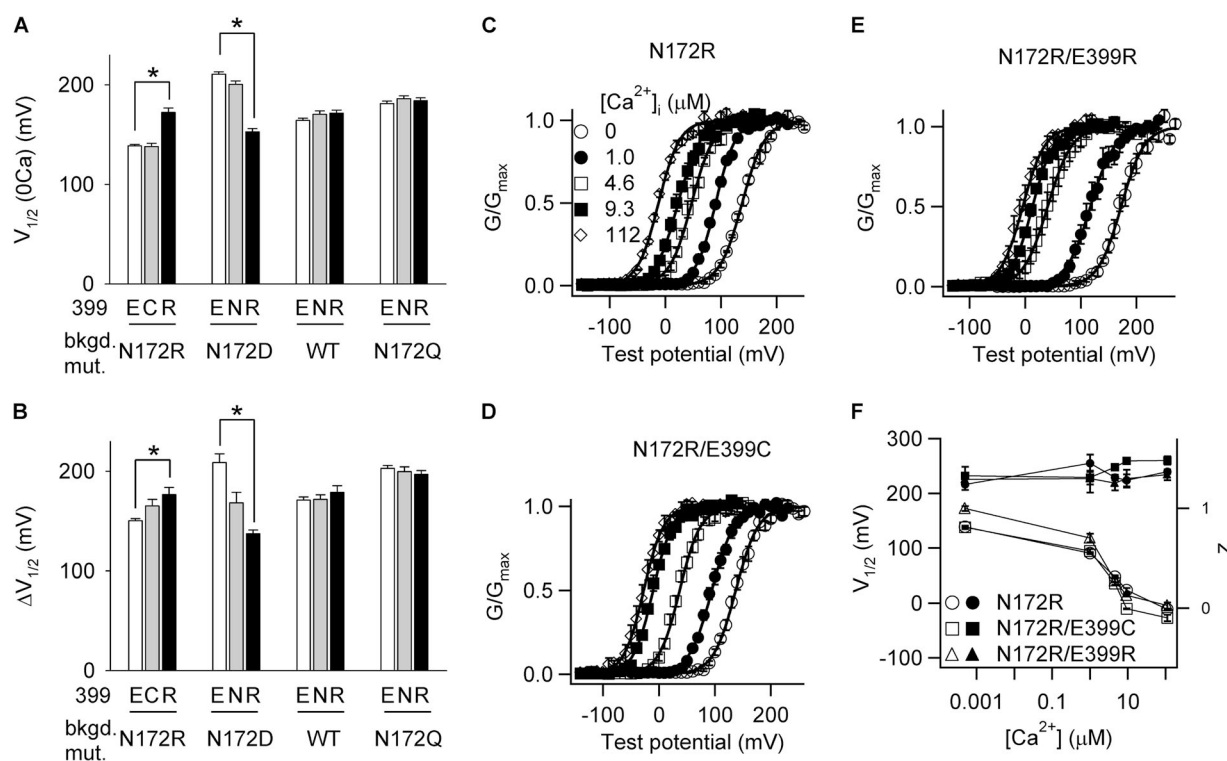 A
*
*
200
100
0
V1/2 (0Ca) (mV)
399
E C R
E N R
E N R
E N R
bkgd. mut.
N172R
N172D
WT
N172Q
B
*
*
200
100
0
ΔV1/2 (mV)
399
E C R
E N R
E N R
E N R
bkgd. mut.
N172R
N172D
WT
N172Q
C
N172R
[Ca2+]i (μM)
0
1.0
4.6
9.3
112
1.0
0.5
0.0
G/Gmax
-100 0 100 200
Test potential (mV)
D
N172R/E399C
1.0
0.5
0.0
G/Gmax
-100 0 100 200
Test potential (mV)
E
N172R/E399R
1.0
0.5
0.0
G/Gmax
-100 0 100 200
Test potential (mV)
F
300
200
100
0
-100
V1/2 (mV)
1
0
z
N172R
N172R/E399C
N172R/E399R
0.001 0.1 10
[Ca2+] (μM)